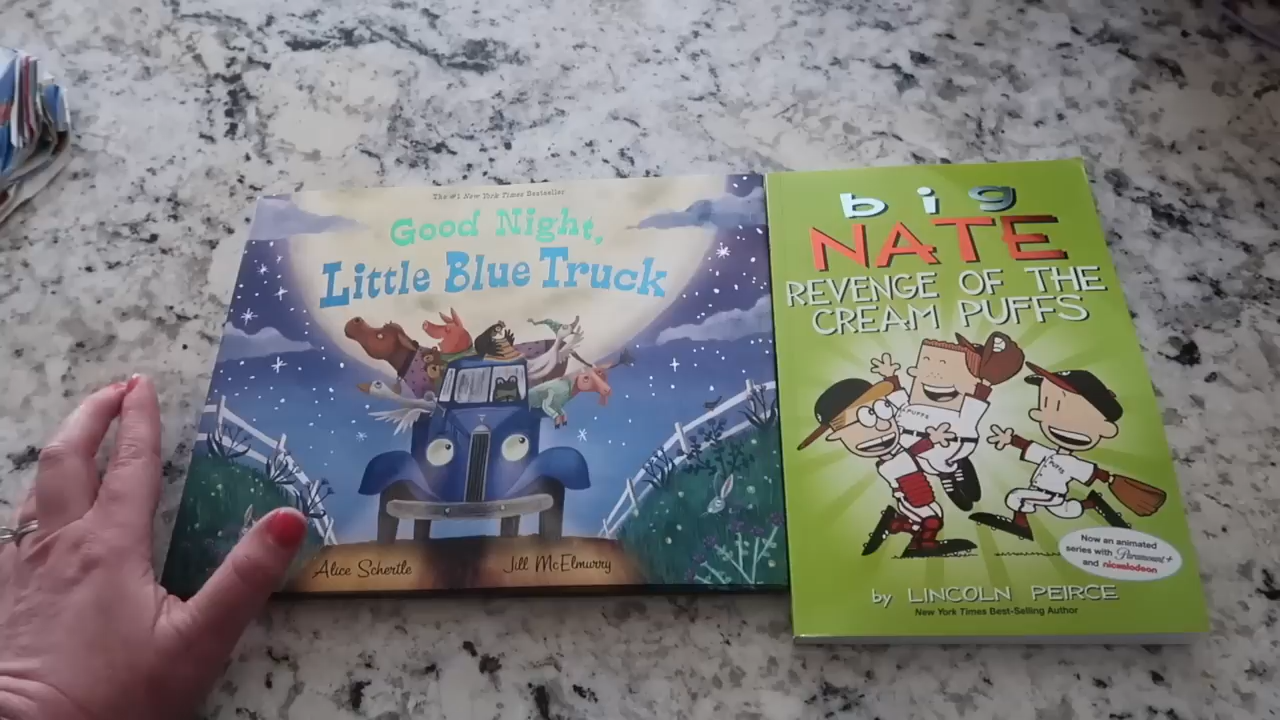 The #1 New York Times Bestseller
Good Night,
Little Blue Truck
Alice Schertle
Jill McElmurry
big
NATE
REVENGE OF THE
CREAM PUFFS
PUFFS
PUFFS
Now an animated
series with Paramount+
and nickelodeon
by LINCOLN PEIRCE
New York Times Best-Selling Author